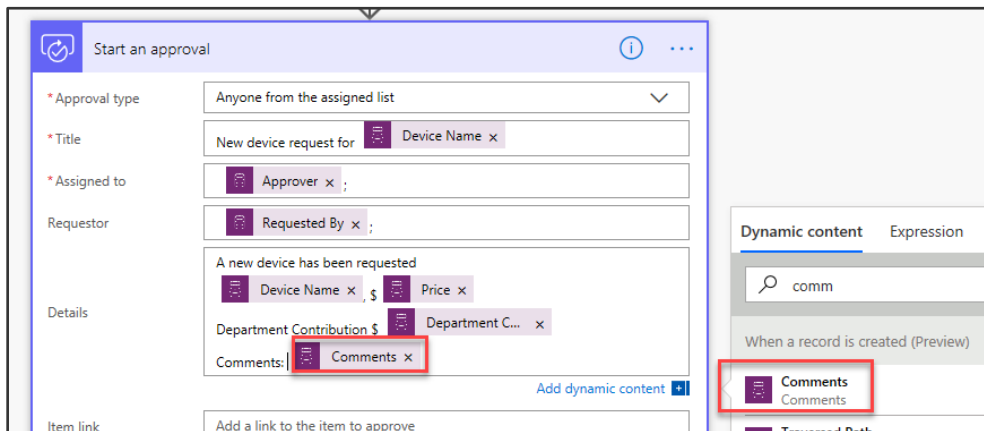 Start an approval
* Approval type
Anyone from the assigned list
* Title
New device request for Device Name ×
* Assigned to
Approver × ;
Requestor
Requested By × ;
Details
A new device has been requested
Device Name × , $ Price ×
Department Contribution $ Department C... ×
Comments: Comments ×
Add dynamic content
Item link
Add a link to the item to approve
Dynamic content Expression
comm
When a record is created (Preview)
Comments
Comments
Traversed Path